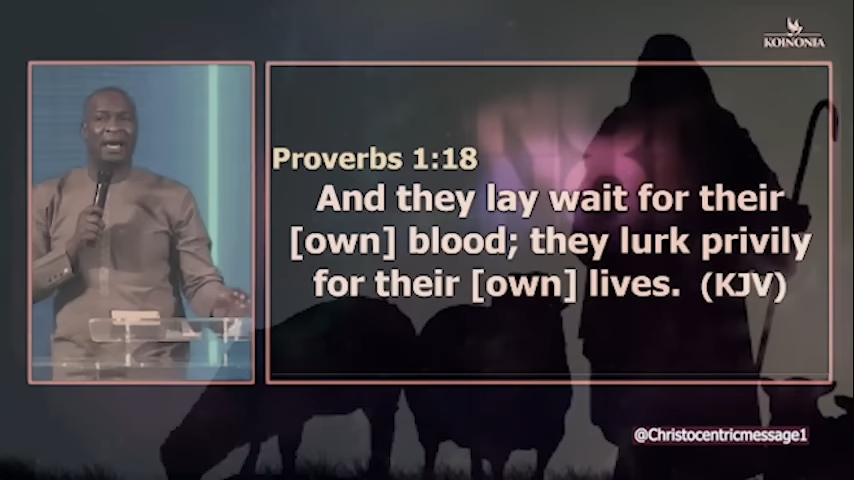 KOINONIA
Proverbs 1:18
And they lay wait for their
[own] blood; they lurk privily
for their [own] lives. (KJV)
@Christocentricmessage1